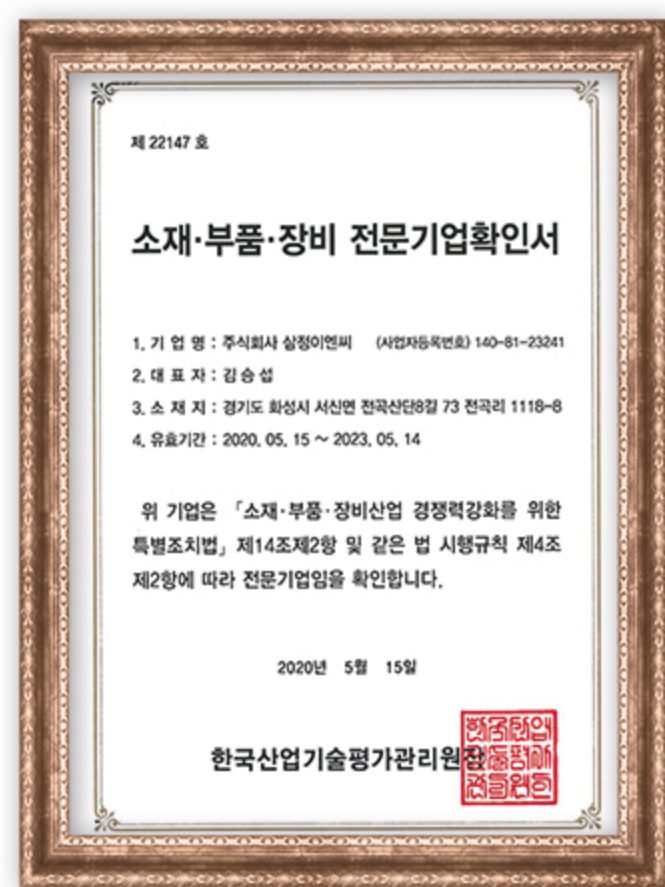 제 22147 호
소재·부품·장비 전문기업확인서
1. 기 업 명 : 주식회사 삼정이엔씨 (사업자등록번호) 140-81-23241
2. 대 표 자 : 김 승 섭
3. 소 재 지 : 경기도 화성시 서신면 전곡산단8길 73 전곡리 1118-8
4. 유효기간 : 2020. 05. 15 ~ 2023. 05. 14
위 기업은 「소재·부품·장비산업 경쟁력강화를 위한
특별조치법」 제14조제2항 및 같은 법 시행규칙 제4조
제2항에 따라 전문기업임을 확인합니다.
2020년 5월 15일
한국산업기술평가관리원장